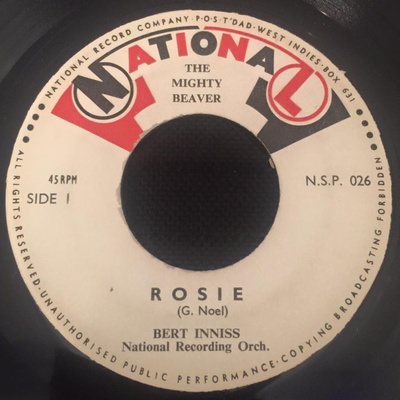 NATIONAL RECORD COMPANY·P·O·S·T'DAD·WEST INDIES·BOX 631
NATIONAL
THE
MIGHTY
BEAVER
45RPM
SIDE 1
N.S.P. 026
ROSIE
(G. Noel)
BERT INNISS
National Recording Orch.
ALL RIGHTS RESERVED·UNAUTHORISED PUBLIC PERFORMANCE·COPYING BROADCASTING FORBIDDEN